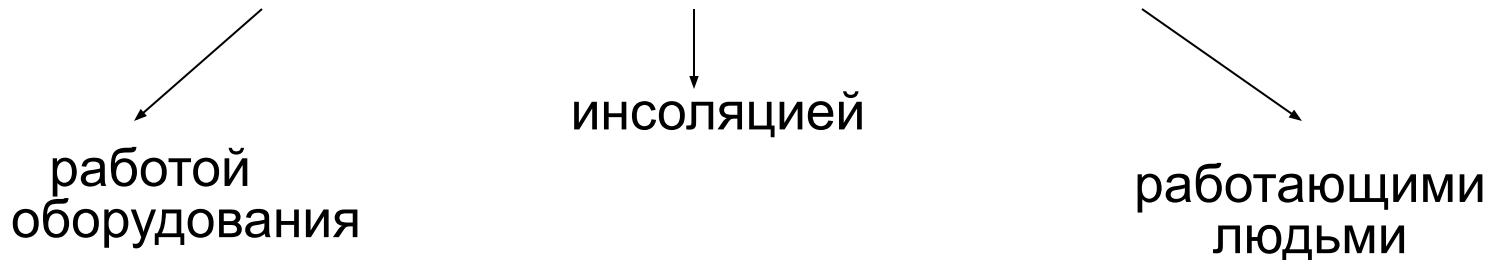 работой
оборудования
инсоляцией
работающими
людьми